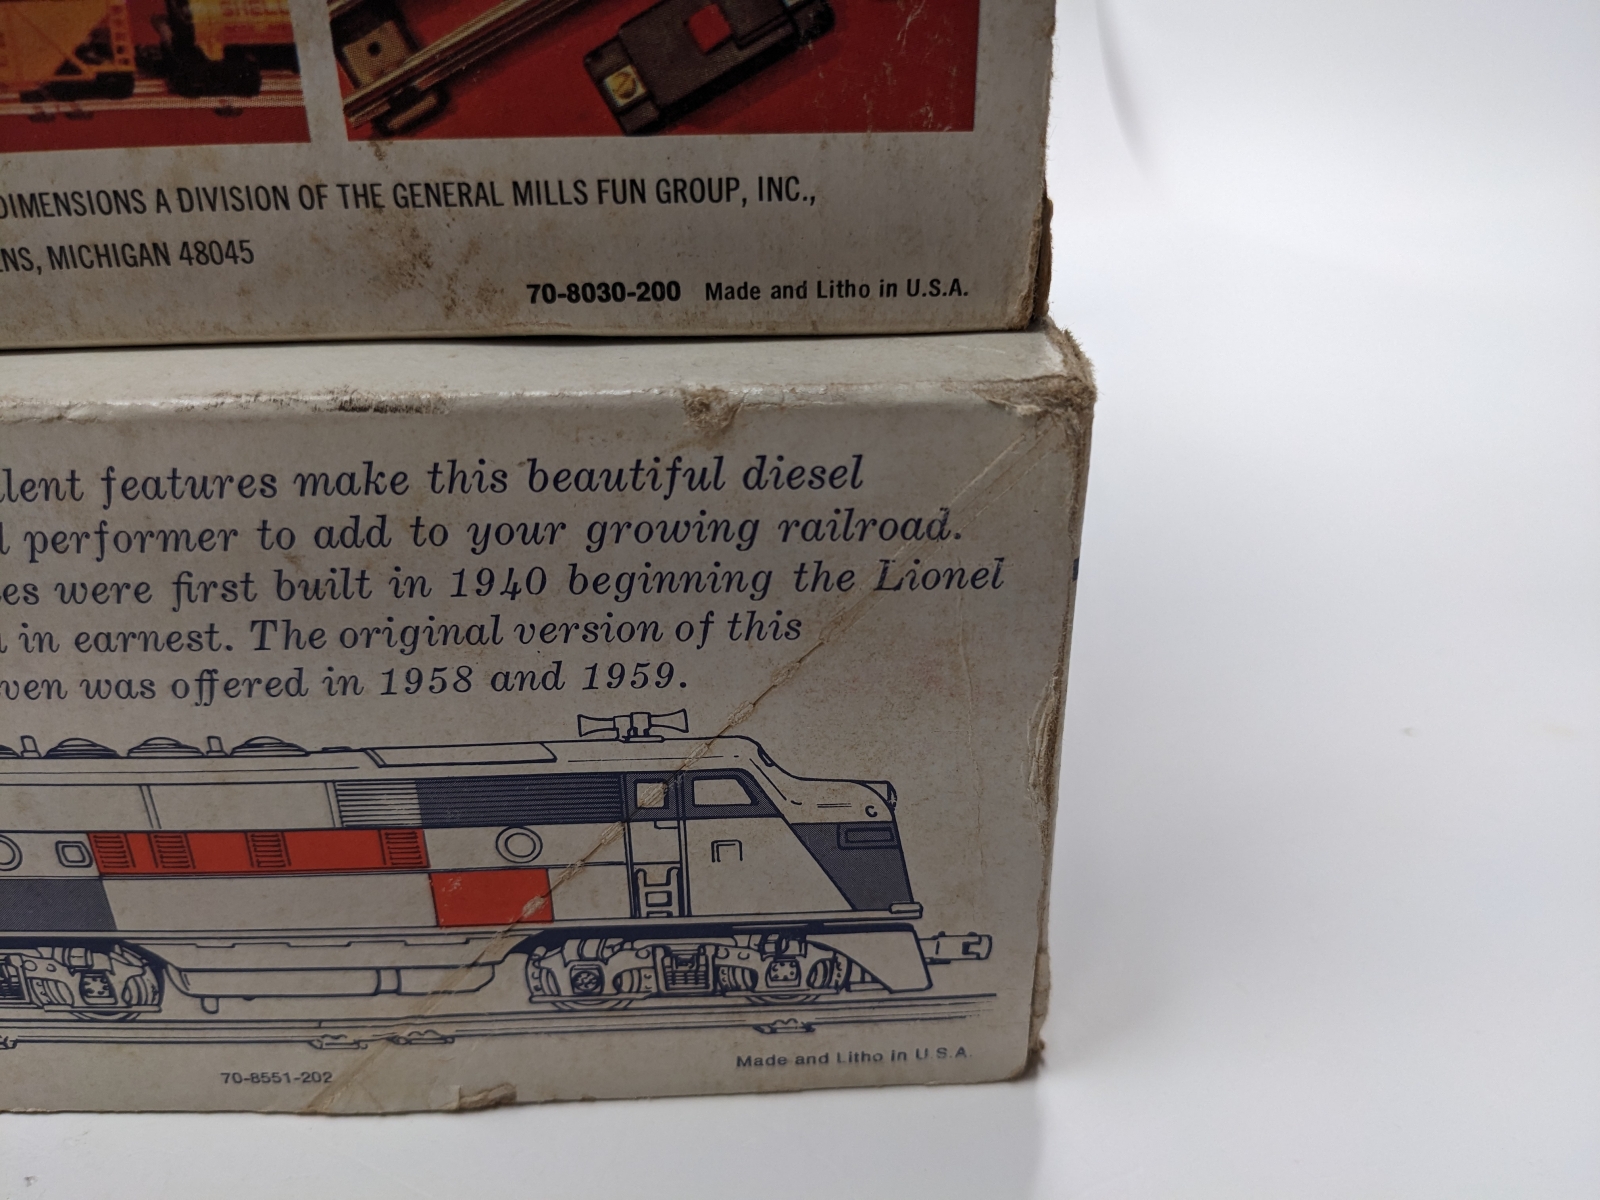 DIMENSIONS A DIVISION OF THE GENERAL MILLS FUN GROUP, INC.,
ENS, MICHIGAN 48045
70-8030-200 Made and Litho in U.S.A.
lent features make this beautiful diesel
l performer to add to your growing railroad.
es were first built in 1940 beginning the Lionel
in earnest. The original version of this
ven was offered in 1958 and 1959.
C
Made and Litho in U S.A.
70-8551-202